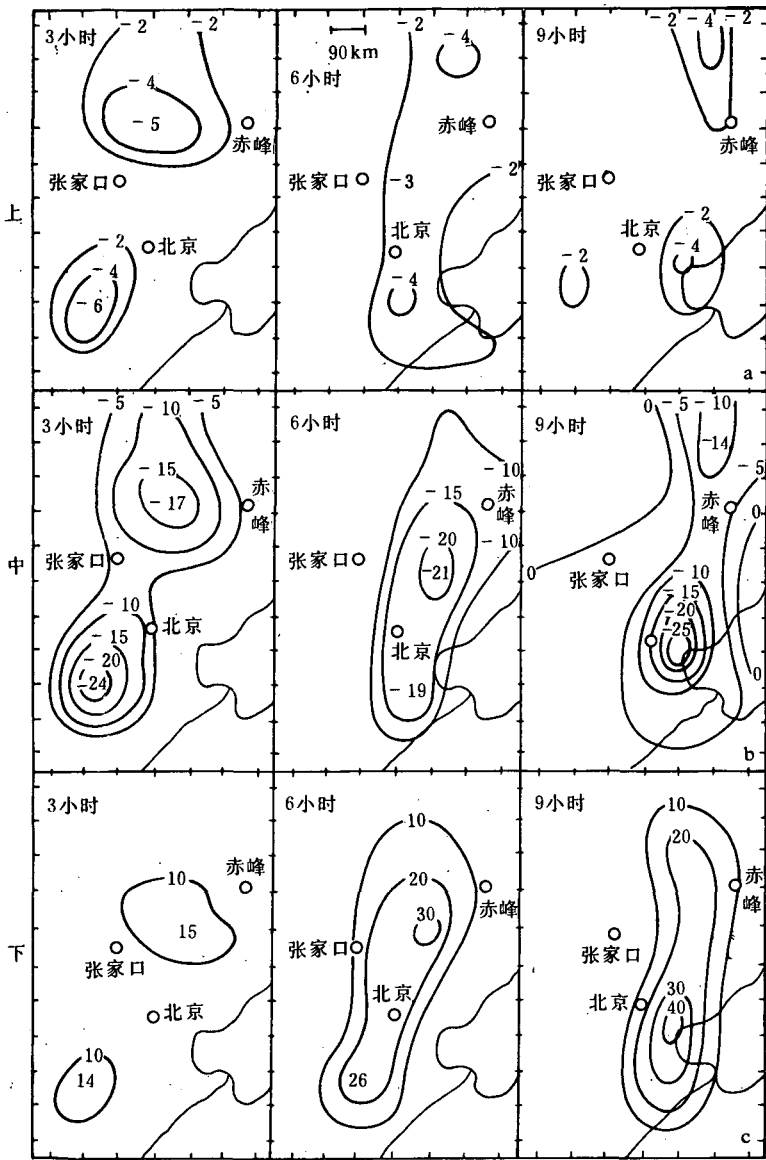 上
3小时
-2
-2
-4
-5
赤峰
张家口
北京
-2
-4
-6
90km
6小时
-4
赤峰
张家口
-3
-2
北京
-4
9小时
-2
-4
-2
赤峰
张家口
北京
-2
-4
-2
a
中
3小时
-5
-10
-5
-15
-17
赤峰
张家口
-10
北京
-15
-20
-24
6小时
-10
-15
赤峰
-20
-10
张家口
-21
北京
-19
9小时
0
-5
-10
-14
-5
赤峰
0
张家口
0
-10
-15
-20
-25
0
b
下
3小时
赤峰
10
15
张家口
北京
10
14
6小时
10
20
赤峰
30
张家口
北京
26
9小时
10
20
赤峰
张家口
北京
30
40
c